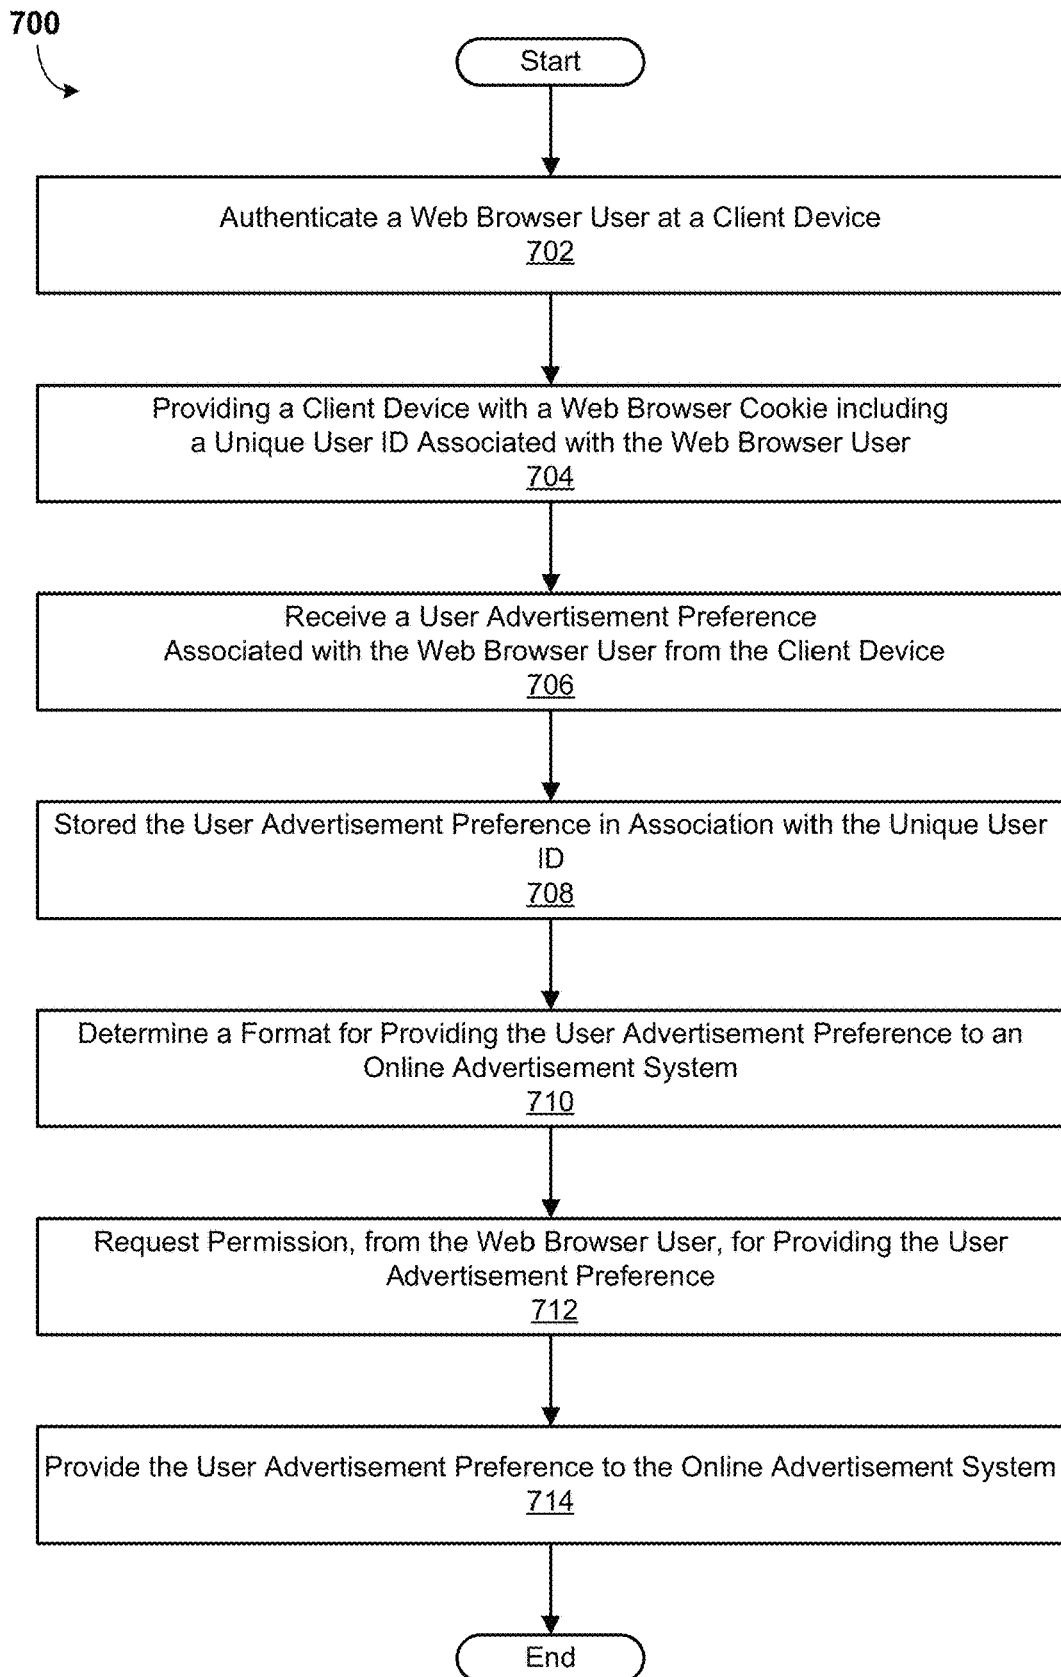 700
Start
Authenticate a Web Browser User at a Client Device
702
Providing a Client Device with a Web Browser Cookie including
a Unique User ID Associated with the Web Browser User
704
Receive a User Advertisement Preference
Associated with the Web Browser User from the Client Device
706
Stored the User Advertisement Preference in Association with the Unique User
ID
708
Determine a Format for Providing the User Advertisement Preference to an
Online Advertisement System
710
Request Permission, from the Web Browser User, for Providing the User
Advertisement Preference
712
Provide the User Advertisement Preference to the Online Advertisement System
714
End